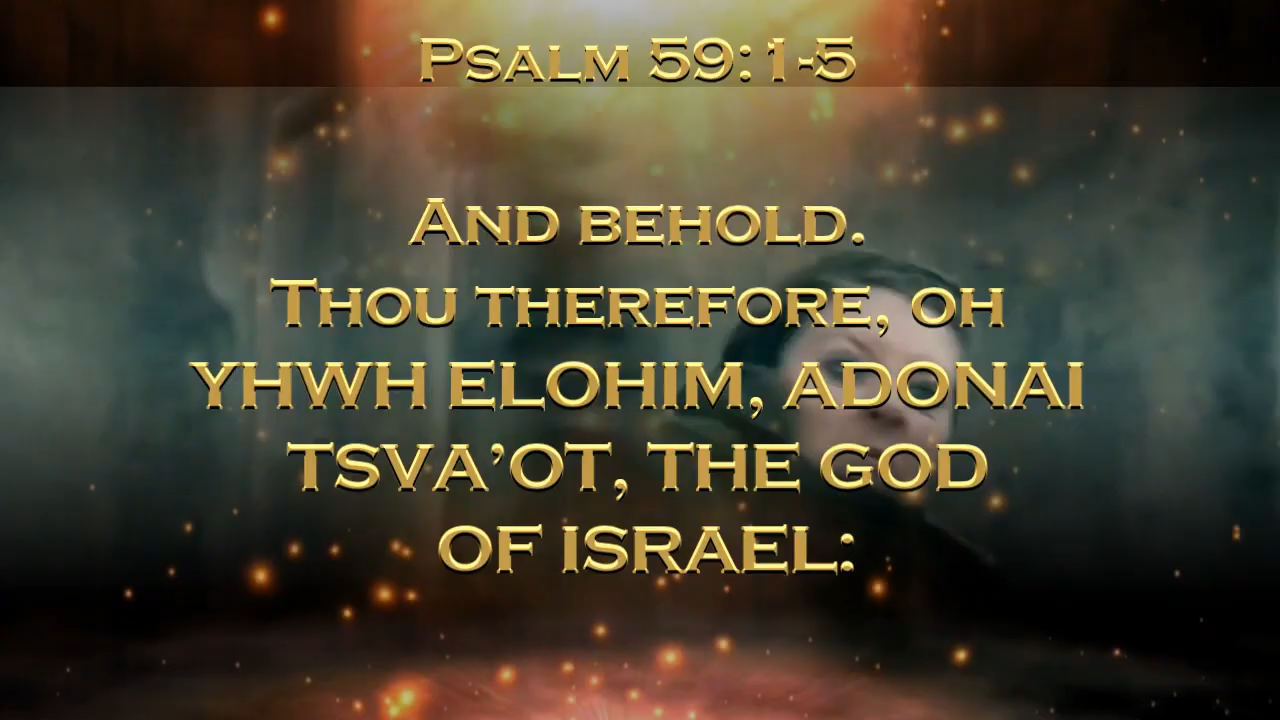 Psalm 59:1-5
And behold.
Thou therefore, oh
YHWH ELOHIM, ADONAI
TSVA’OT, THE GOD
OF ISRAEL: